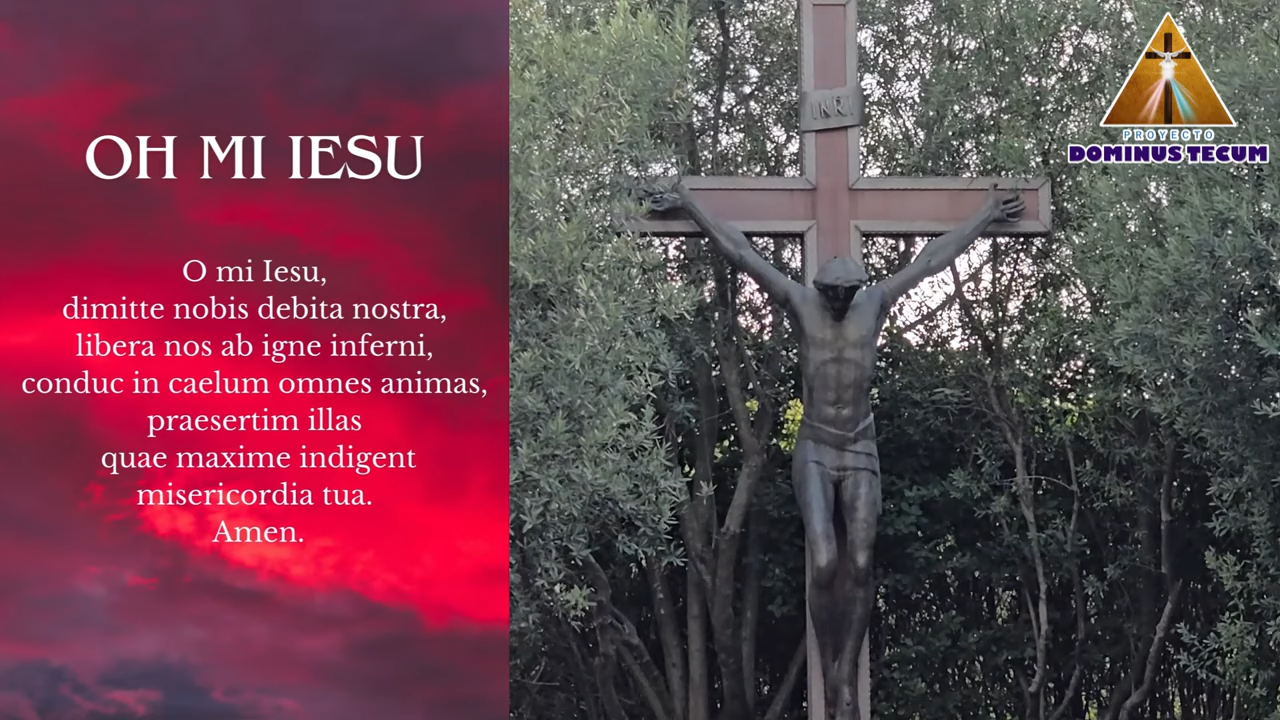 OH MI IESU
O mi Iesu,
dimitte nobis debita nostra,
libera nos ab igne inferni,
conduc in caelum omnes animas,
praesertim illas
quae maxime indigent
misericordia tua.
Amen.
INRI
PROYECTO
DOMINUS TECUM